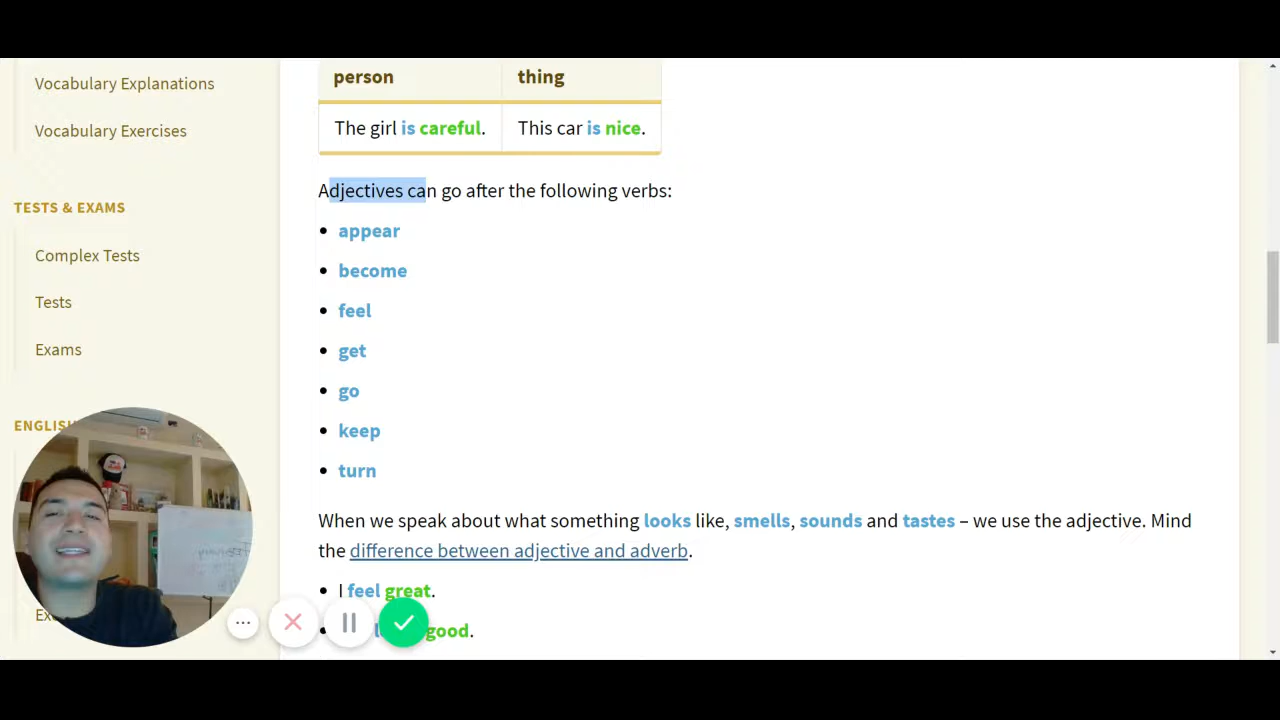 Vocabulary Explanations
Vocabulary Exercises
TESTS & EXAMS
Complex Tests
Tests
Exams
person thing
The girl is careful. This car is nice.
Adjectives can go after the following verbs:
appear
become
feel
get
go
keep
turn
When we speak about what something looks like, smells, sounds and tastes – we use the adjective. Mind
the difference between adjective and adverb.
I feel great.
good.